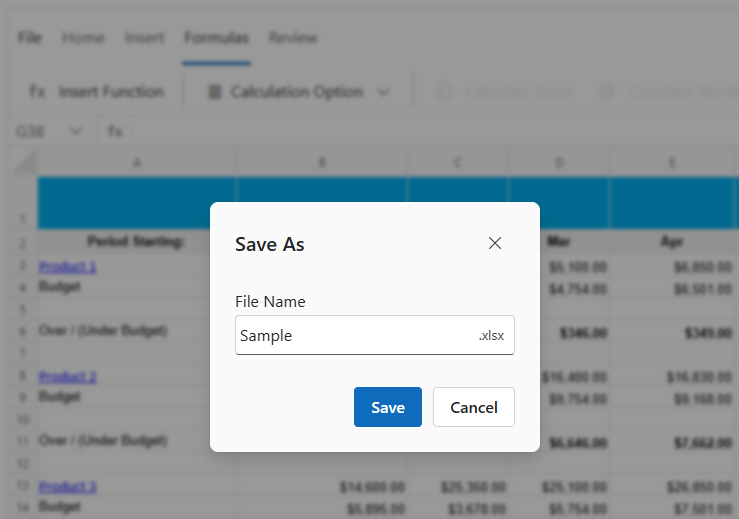 File Home Insert Formulas Review
fx Insert Function Calculation Option Calculate Sheet
G38 fx
A B C D E
1
2 Period Starting: Mar Apr
3 Product 1 $5,100.00 $6,850.00
4 Budget $4,754.00 $6,501.00
5
6 Over / (Under Budget) $346.00 $349.00
7
8 Product 2 $16,400.00 $16,830.00
9 Budget $9,754.00 $9,168.00
10
11 Over / (Under Budget) $6,646.00 $7,662.00
12
13 Product 3 $14,600.00 $25,350.00 $25,100.00 $26,850.00
14 Budget $5,895.00 $3,678.00 $5,754.00 $7,501.00
Save As
File Name
Sample .xlsx
Save Cancel